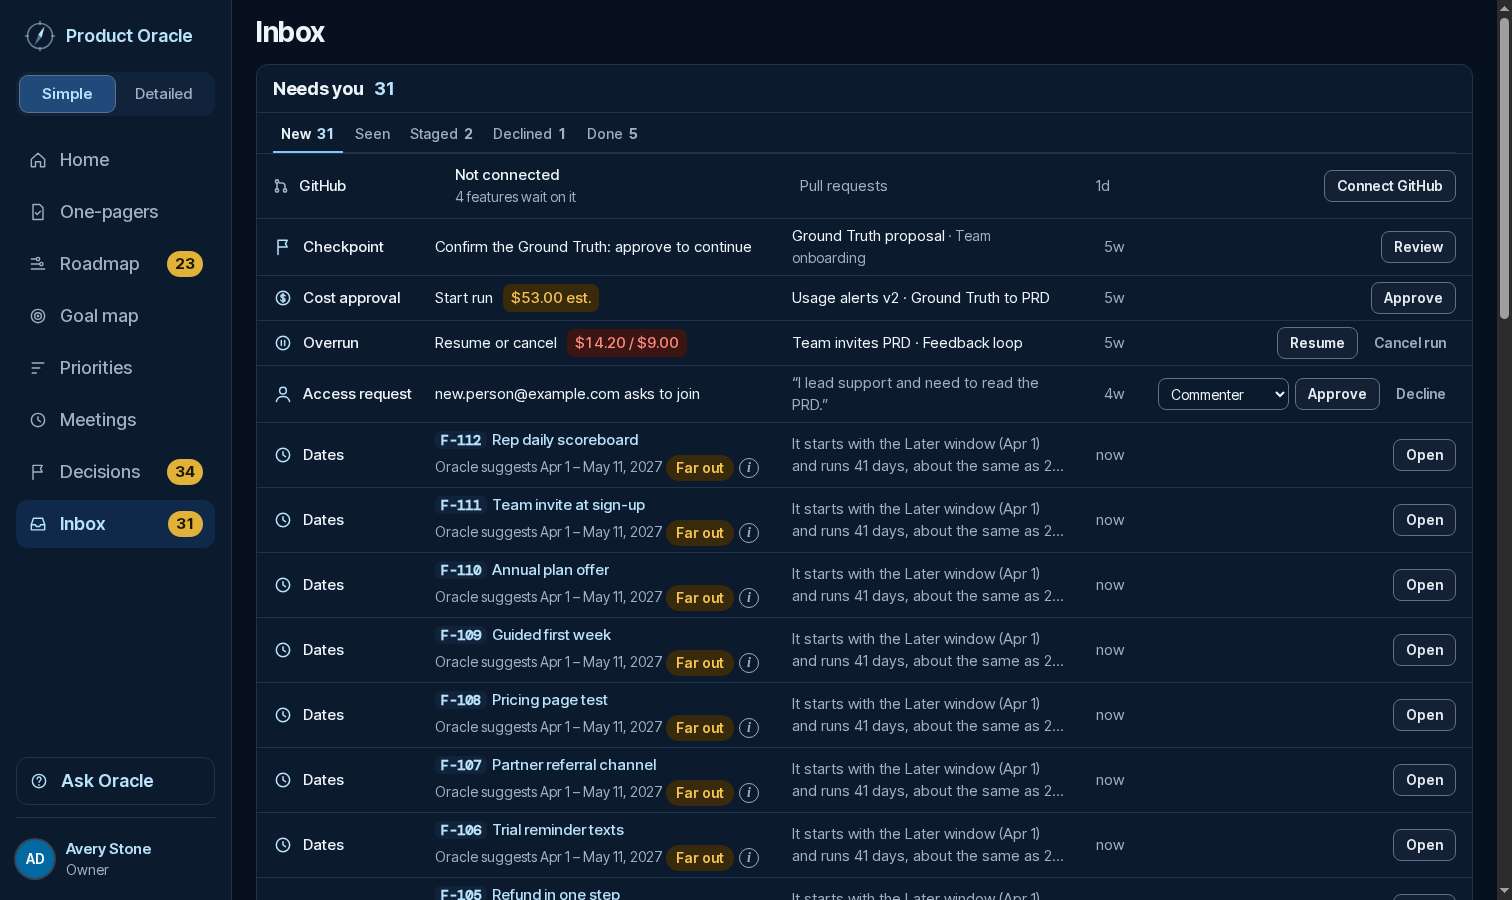 Product Oracle
Simple
Detailed
Home
One-pagers
Roadmap 23
Goal map
Priorities
Meetings
Decisions 34
Inbox 31
Ask Oracle
AD
Avery Stone
Owner
Inbox
Needs you 31
New 31 Seen Staged 2 Declined 1 Done 5
GitHub
Not connected
4 features wait on it
Pull requests
1d
Connect GitHub
Checkpoint
Confirm the Ground Truth: approve to continue
Ground Truth proposal · Team
onboarding
5w
Review
Cost approval
Start run $53.00 est.
Usage alerts v2 · Ground Truth to PRD
5w
Approve
Overrun
Resume or cancel $14.20 / $9.00
Team invites PRD · Feedback loop
5w
Resume
Cancel run
Access request
new.person@example.com asks to join
“I lead support and need to read the
PRD.”
4w
Commenter
Approve
Decline
Dates
F-112 Rep daily scoreboard
Oracle suggests Apr 1 – May 11, 2027 Far out i
It starts with the Later window (Apr 1)
and runs 41 days, about the same as 2...
now
Open
Dates
F-111 Team invite at sign-up
Oracle suggests Apr 1 – May 11, 2027 Far out i
It starts with the Later window (Apr 1)
and runs 41 days, about the same as 2...
now
Open
Dates
F-110 Annual plan offer
Oracle suggests Apr 1 – May 11, 2027 Far out i
It starts with the Later window (Apr 1)
and runs 41 days, about the same as 2...
now
Open
Dates
F-109 Guided first week
Oracle suggests Apr 1 – May 11, 2027 Far out i
It starts with the Later window (Apr 1)
and runs 41 days, about the same as 2...
now
Open
Dates
F-108 Pricing page test
Oracle suggests Apr 1 – May 11, 2027 Far out i
It starts with the Later window (Apr 1)
and runs 41 days, about the same as 2...
now
Open
Dates
F-107 Partner referral channel
Oracle suggests Apr 1 – May 11, 2027 Far out i
It starts with the Later window (Apr 1)
and runs 41 days, about the same as 2...
now
Open
Dates
F-106 Trial reminder texts
Oracle suggests Apr 1 – May 11, 2027 Far out i
It starts with the Later window (Apr 1)
and runs 41 days, about the same as 2...
now
Open
F-105 Refund in one step
It starts with the Later window (Apr 1)